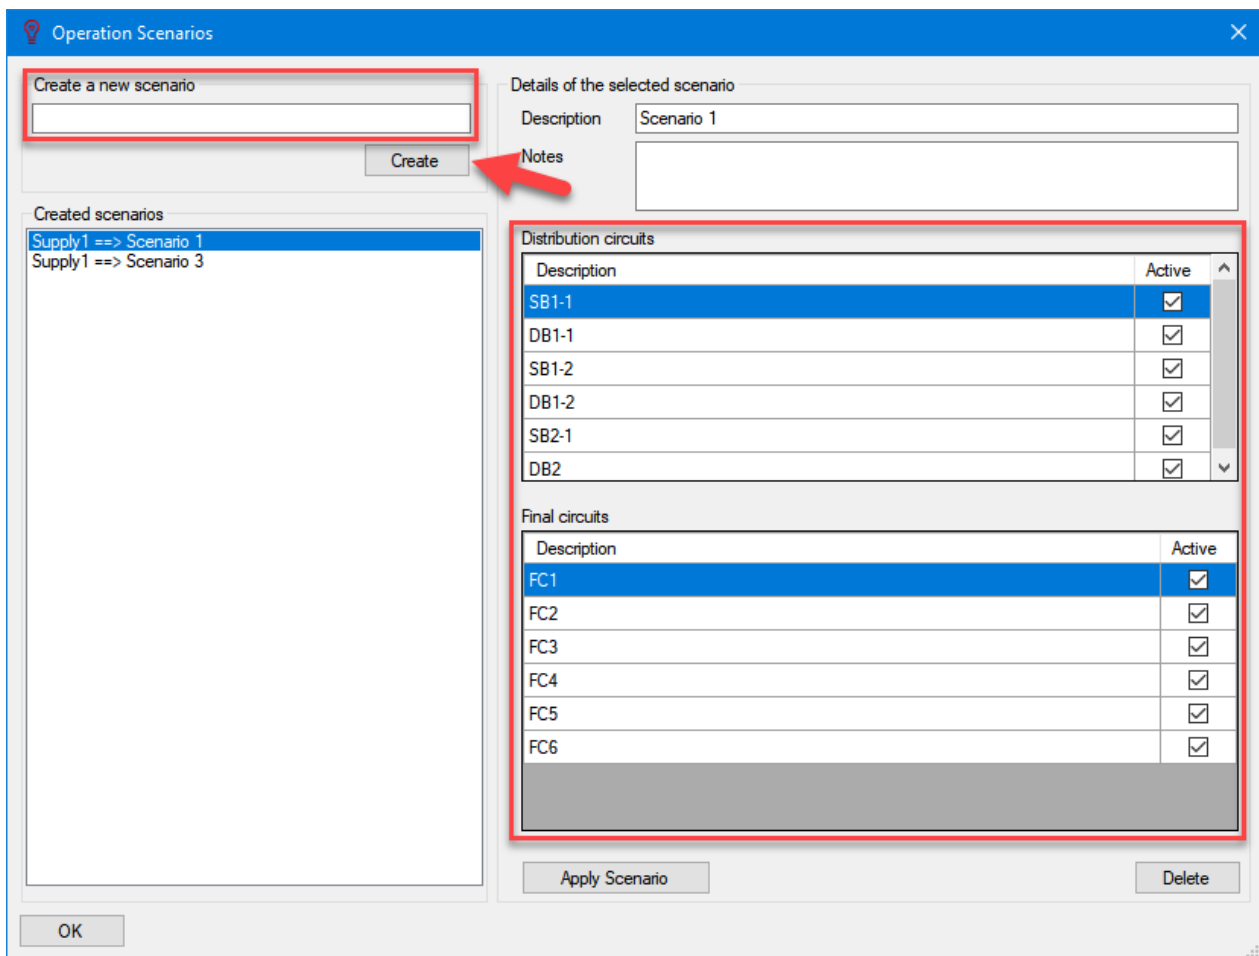 Operation Scenarios
Create a new scenario
Create
Created scenarios
Supply1 ==> Scenario 1
Supply1 ==> Scenario 3
OK
Details of the selected scenario
Description Scenario 1
Notes
Distribution circuits
Description Active
SB1-1
DB1-1
SB1-2
DB1-2
SB2-1
DB2
Final circuits
Description Active
FC1
FC2
FC3
FC4
FC5
FC6
Apply Scenario Delete